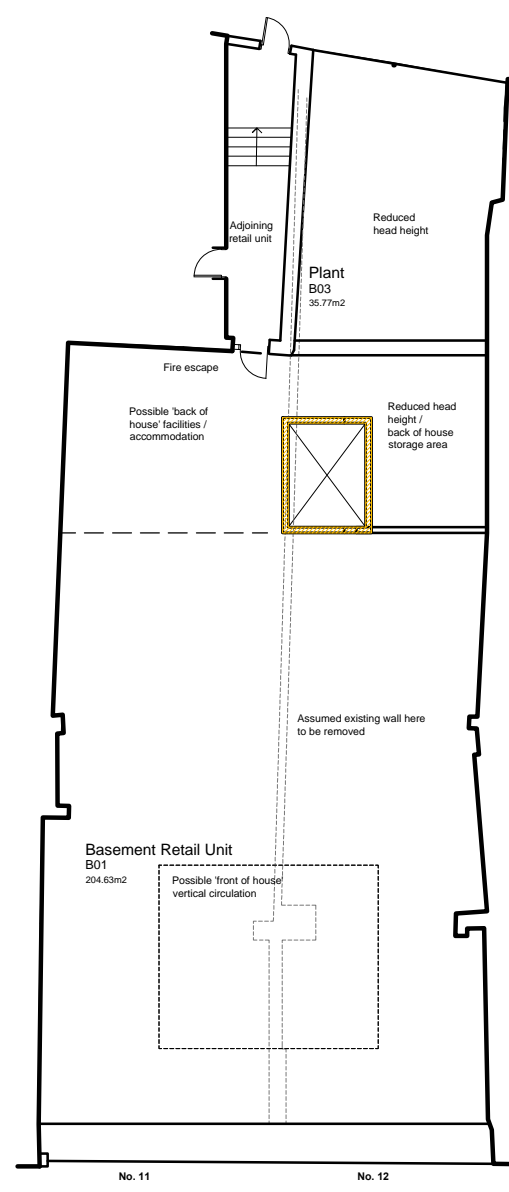 Adjoining
retail unit
Reduced
head height
Plant
B03
35.77m2
Fire escape
Possible 'back of
house' facilities /
accommodation
Reduced head
height /
back of house
storage area
Assumed existing wall here
to be removed
Basement Retail Unit
B01
204.63m2
Possible 'front of house'
vertical circulation
No. 11
No. 12